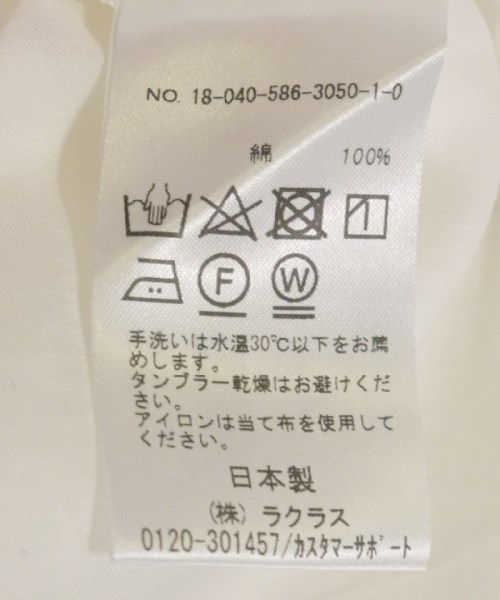 NO. 18-040-586-3050-1-0
綿 100%
F W
手洗いは水温30℃以下をお薦
めします。
タンブラー乾燥はお避けくだ
さい。
アイロンは当て布を使用して
ください。
日本製
(株) ラクラス
0120-301457/カスタマーサポート